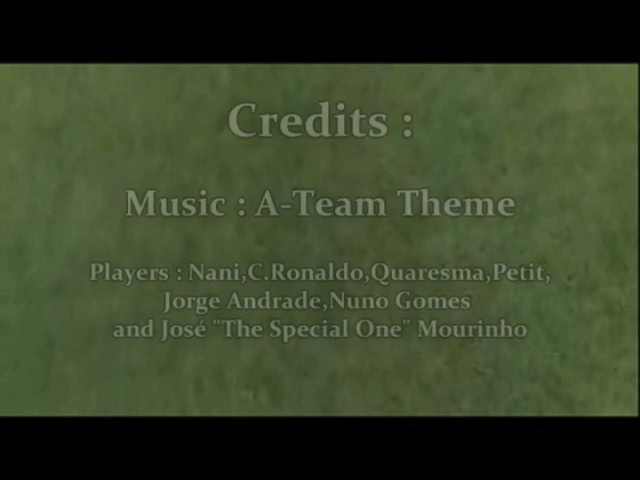 Credits :
Music : A-Team Theme
Players : Nani,C.Ronaldo,Quaresma,Petit,
Jorge Andrade,Nuno Gomes
and José "The Special One" Mourinho